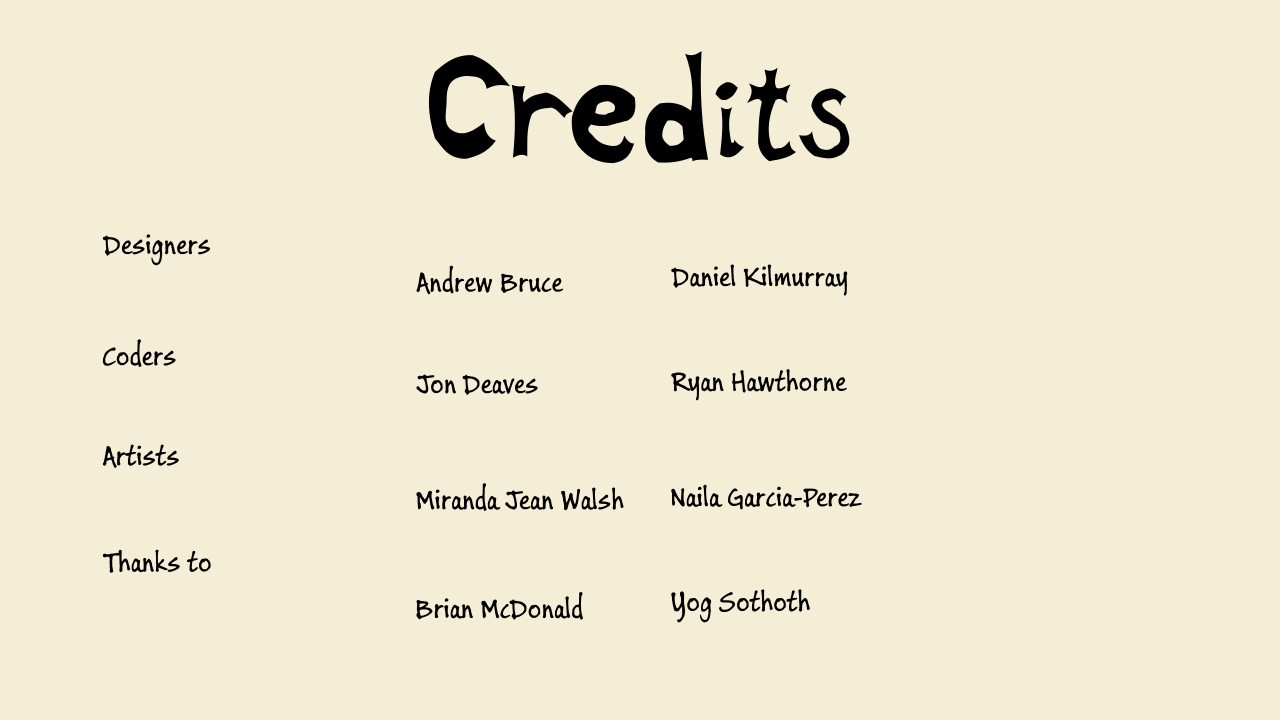 Credits
Designers
Andrew Bruce Daniel Kilmurray
Coders
Jon Deaves Ryan Hawthorne
Artists
Miranda Jean Walsh Naila Garcia-Perez
Thanks to
Brian McDonald Yog Sothoth